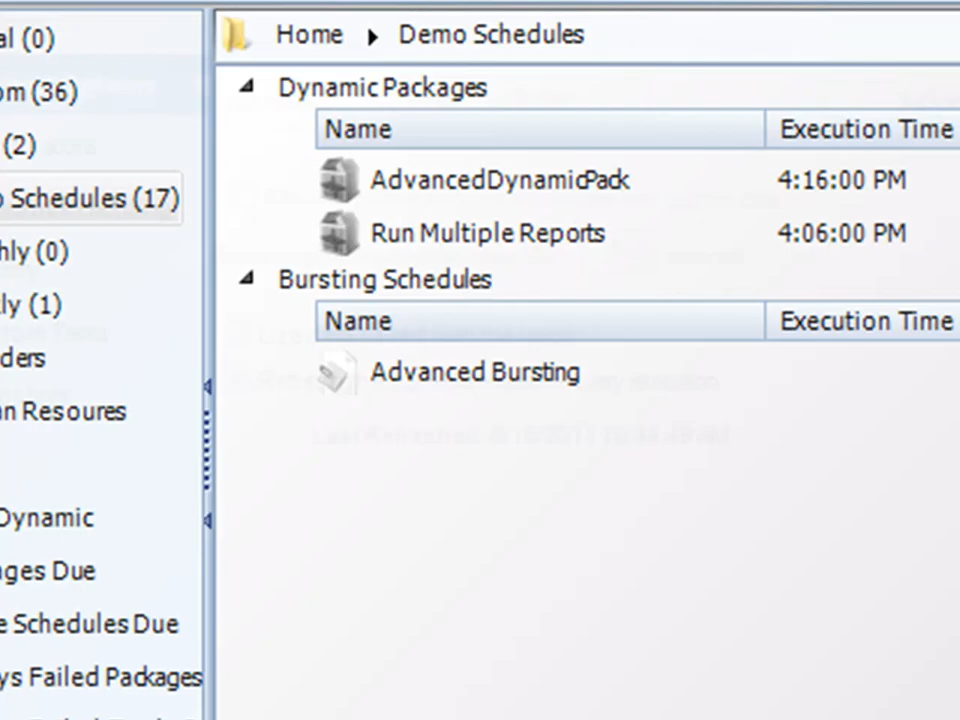 al (0)
om (36)
(2)
o Schedules (17)
hly (0)
ly (1)
ders
an Resoures
Dynamic
ages Due
e Schedules Due
ys Failed Packages
Home ▶ Demo Schedules
Dynamic Packages
Name Execution Time
AdvancedDynamicPack 4:16:00 PM
Run Multiple Reports 4:06:00 PM
Bursting Schedules
Name Execution Time
Advanced Bursting